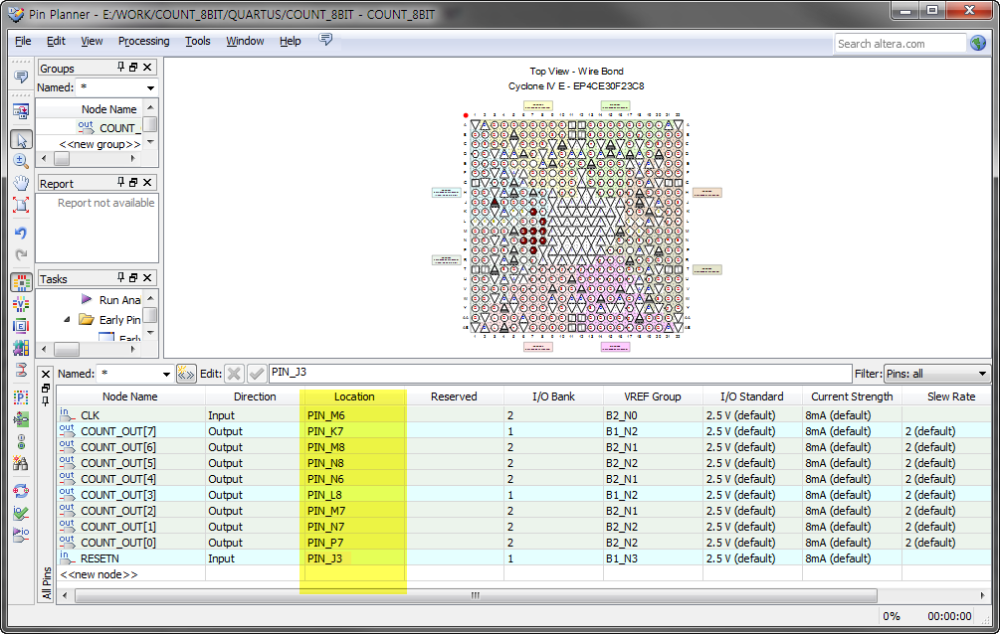 Pin Planner - E:/WORK/COUNT_8BIT/QUARTUS/COUNT_8BIT - COUNT_8BIT
File Edit View Processing Tools Window Help
Search altera.com
Groups
Named: *
Node Name
out COUNT_
<<new group>>
Report
Report not available
Tasks
Run Ana
Early Pin
Early
Top View - Wire Bond
Cyclone IV E - EP4CE30F23C8
Named: * Edit: PIN_J3 Filter: Pins: all
Node Name Direction Location Reserved I/O Bank VREF Group I/O Standard Current Strength Slew Rate
in CLK Input PIN_M6 2 B2_N0 2.5 V (default) 8mA (default)
out COUNT_OUT[7] Output PIN_K7 1 B1_N2 2.5 V (default) 8mA (default) 2 (default)
out COUNT_OUT[6] Output PIN_M8 2 B2_N1 2.5 V (default) 8mA (default) 2 (default)
out COUNT_OUT[5] Output PIN_N8 2 B2_N2 2.5 V (default) 8mA (default) 2 (default)
out COUNT_OUT[4] Output PIN_N6 2 B2_N1 2.5 V (default) 8mA (default) 2 (default)
out COUNT_OUT[3] Output PIN_L8 1 B1_N2 2.5 V (default) 8mA (default) 2 (default)
out COUNT_OUT[2] Output PIN_M7 2 B2_N1 2.5 V (default) 8mA (default) 2 (default)
out COUNT_OUT[1] Output PIN_N7 2 B2_N2 2.5 V (default) 8mA (default) 2 (default)
out COUNT_OUT[0] Output PIN_P7 2 B2_N2 2.5 V (default) 8mA (default) 2 (default)
in RESETN Input PIN_J3 1 B1_N3 2.5 V (default) 8mA (default)
<<new node>>
All Pins
0% 00:00:00